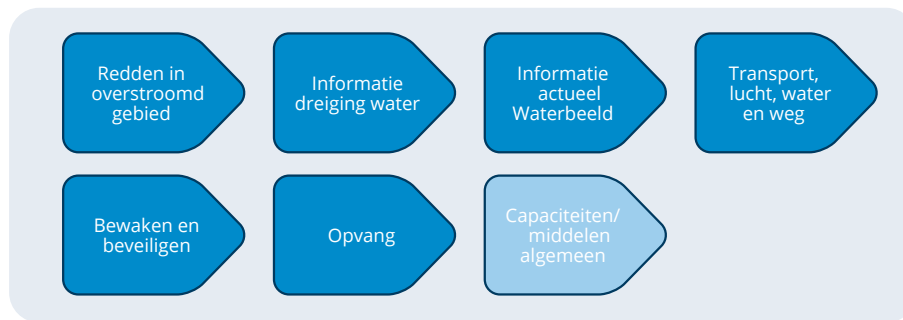 Redden in
overstroomd
gebied
Informatie
dreiging water
Informatie
actueel
Waterbeeld
Transport,
lucht, water
en weg
Bewaken en
beveiligen
Opvang
Capaciteiten/
middelen
algemeen